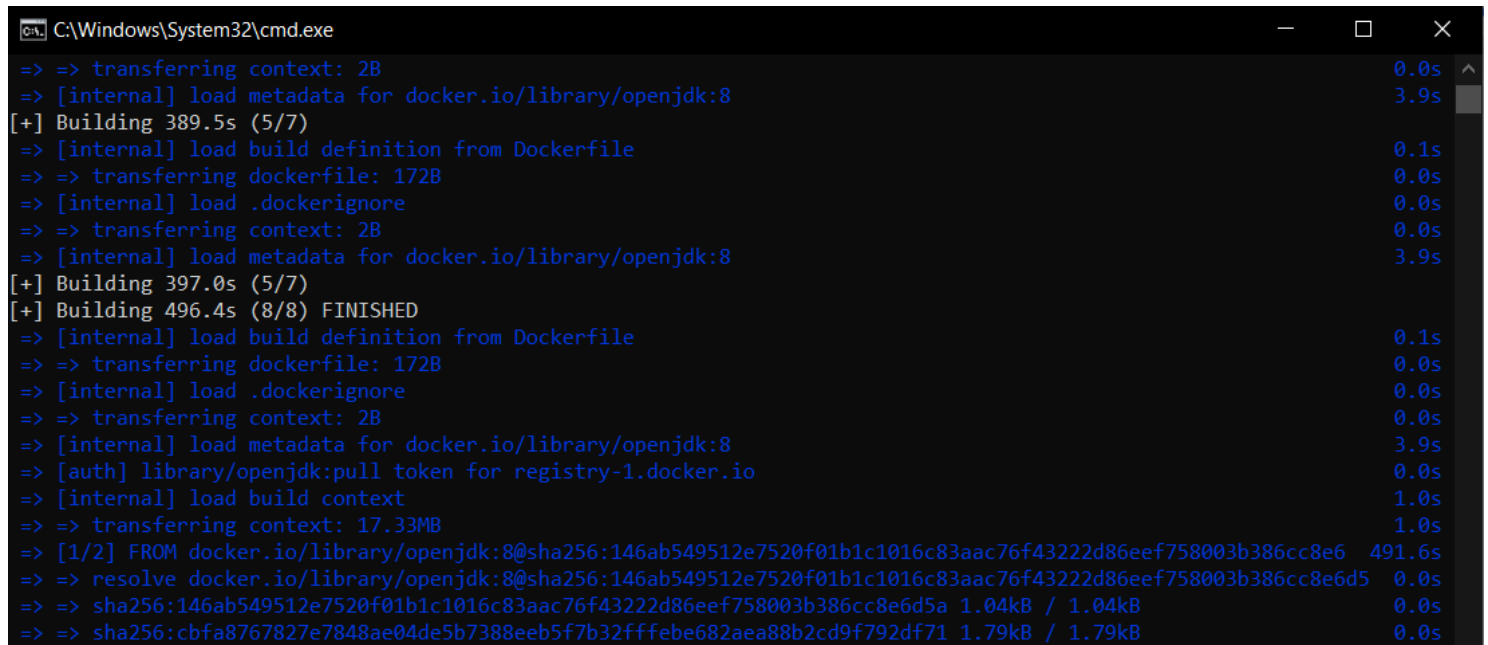 C:\Windows\System32\cmd.exe
=> => transferring context: 2B 0.0s
=> [internal] load metadata for docker.io/library/openjdk:8 3.9s
[+] Building 389.5s (5/7)
=> [internal] load build definition from Dockerfile 0.1s
=> => transferring dockerfile: 172B 0.0s
=> [internal] load .dockerignore 0.0s
=> => transferring context: 2B 0.0s
=> [internal] load metadata for docker.io/library/openjdk:8 3.9s
[+] Building 397.0s (5/7)
[+] Building 496.4s (8/8) FINISHED
=> [internal] load build definition from Dockerfile 0.1s
=> => transferring dockerfile: 172B 0.0s
=> [internal] load .dockerignore 0.0s
=> => transferring context: 2B 0.0s
=> [internal] load metadata for docker.io/library/openjdk:8 3.9s
=> [auth] library/openjdk:pull token for registry-1.docker.io 0.0s
=> [internal] load build context 1.0s
=> => transferring context: 17.33MB 1.0s
=> [1/2] FROM docker.io/library/openjdk:8@sha256:146ab549512e7520f01b1c1016c83aac76f43222d86eef758003b386cc8e6 491.6s
=> => resolve docker.io/library/openjdk:8@sha256:146ab549512e7520f01b1c1016c83aac76f43222d86eef758003b386cc8e6d5 0.0s
=> => sha256:146ab549512e7520f01b1c1016c83aac76f43222d86eef758003b386cc8e6d5a 1.04kB / 1.04kB 0.0s
=> => sha256:cbfa8767827e7848ae04de5b7388eeb5f7b32fffebe682aea88b2cd9f792df71 1.79kB / 1.79kB 0.0s